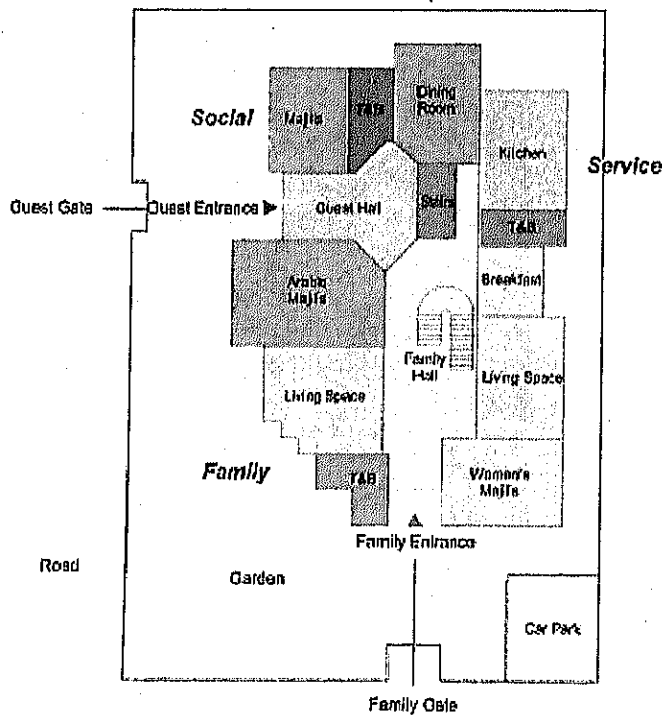 Dining
Room
Social
Majlis
T&B
Kitchen
Service
Guest Gate
Guest Entrance
Guest Hall
Stairs
T&B
Arabic
Majlis
Breakfast
Family
Hall
Living Space
Living Space
Family
T&B
Women's
Majlis
Family Entrance
Road
Garden
Car Park
Family Gate